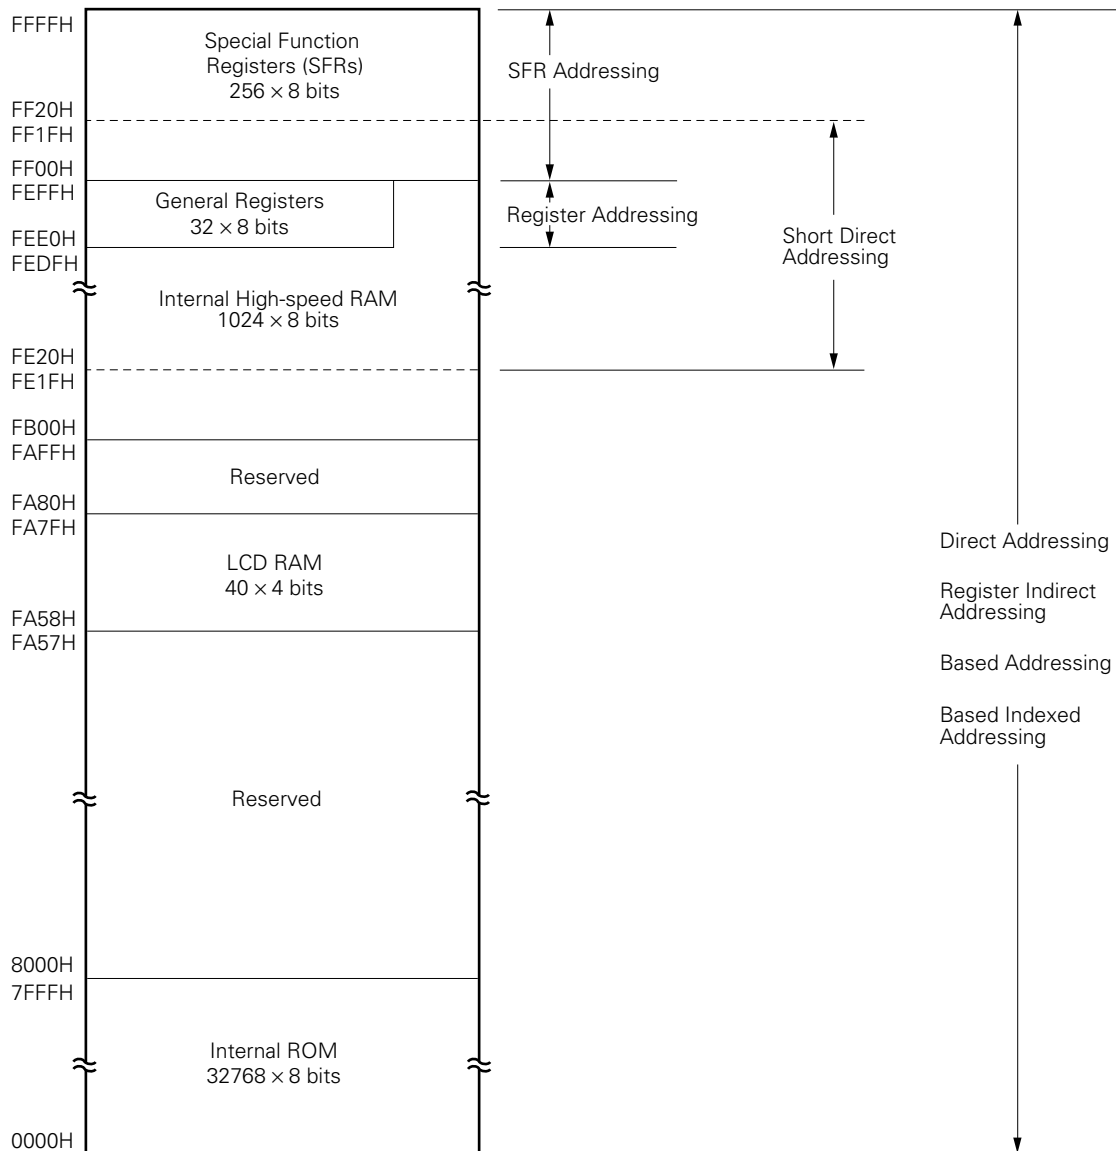 FFFFH
Special Function
Registers (SFRs)
256 × 8 bits
SFR Addressing
FF20H
FF1FH
FF00H
FEFFH
General Registers
32 × 8 bits
Register Addressing
Short Direct
Addressing
FEE0H
FEDFH
Internal High-speed RAM
1024 × 8 bits
FE20H
FE1FH
FB00H
FAFFH
Reserved
FA80H
FA7FH
LCD RAM
40 × 4 bits
FA58H
FA57H
Direct Addressing
Register Indirect
Addressing
Based Addressing
Based Indexed
Addressing
Reserved
8000H
7FFFH
Internal ROM
32768 × 8 bits
0000H